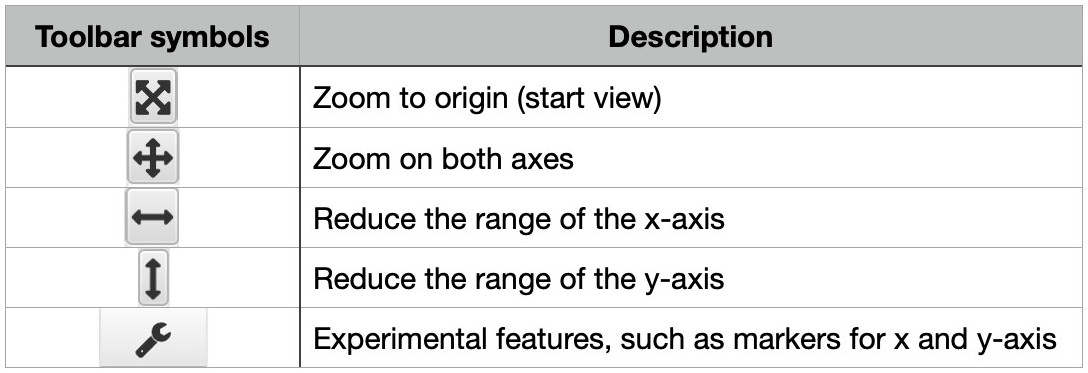 Toolbar symbols Description
Zoom to origin (start view)
Zoom on both axes
Reduce the range of the x-axis
Reduce the range of the y-axis
Experimental features, such as markers for x and y-axis